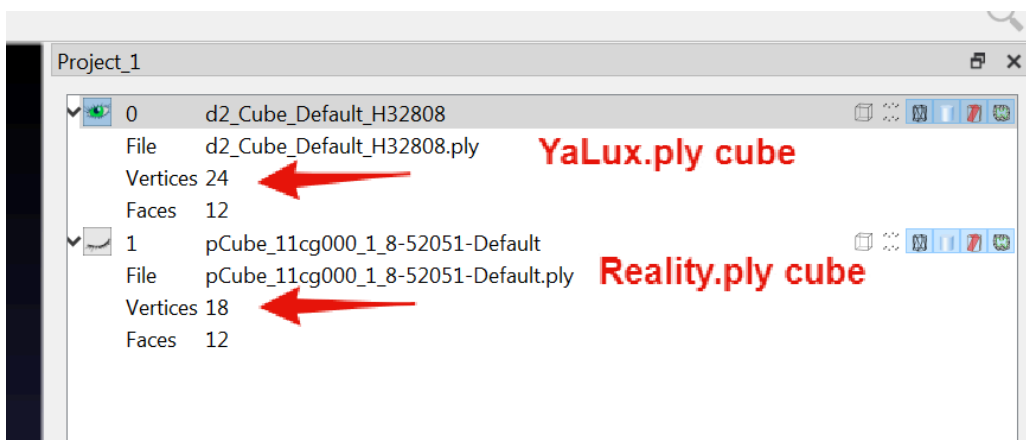 Project_1
0 d2_Cube_Default_H32808
File d2_Cube_Default_H32808.ply
YaLux.ply cube
Vertices 24
Faces 12
1 pCube_11cg000_1_8-52051-Default
File pCube_11cg000_1_8-52051-Default.ply
Reality.ply cube
Vertices 18
Faces 12